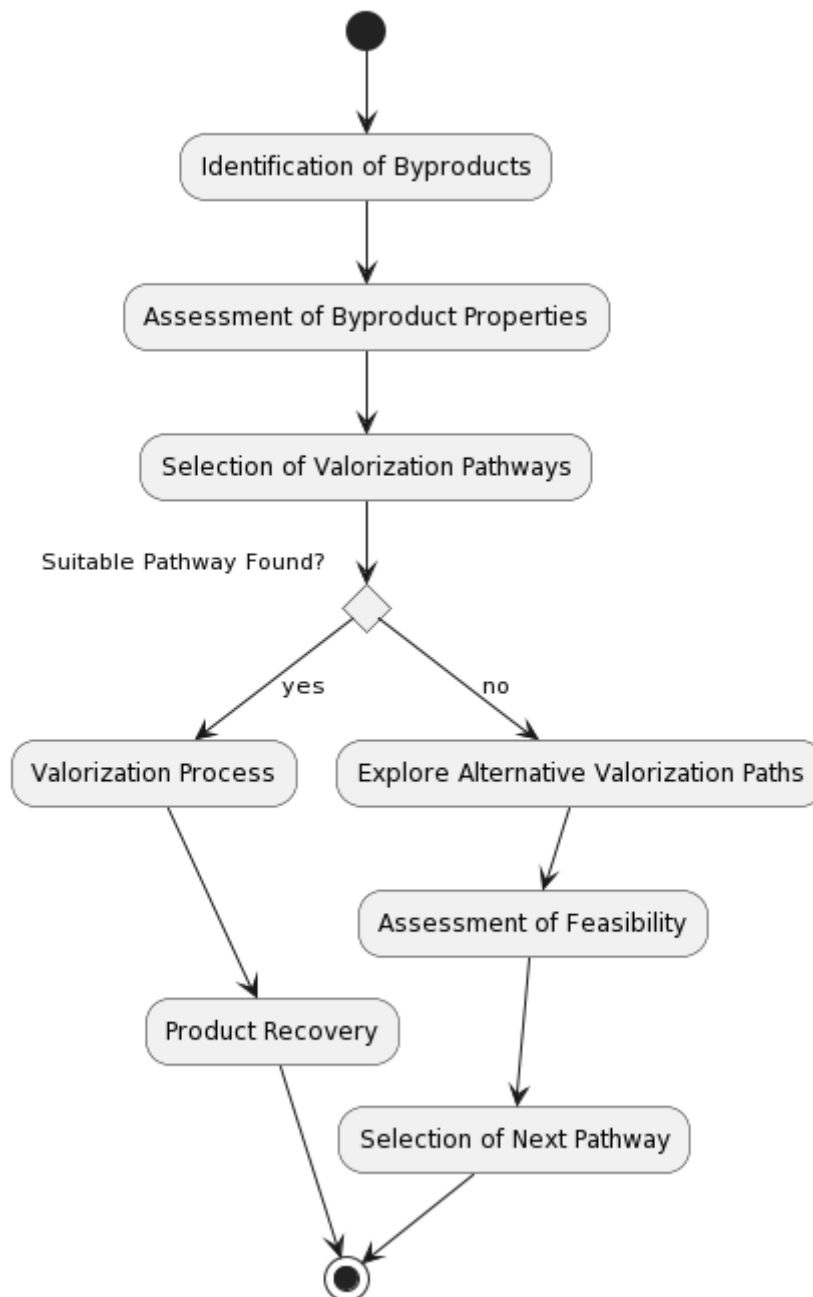 Identification of Byproducts
Assessment of Byproduct Properties
Selection of Valorization Pathways
Suitable Pathway Found?
yes
no
Valorization Process
Explore Alternative Valorization Paths
Assessment of Feasibility
Product Recovery
Selection of Next Pathway